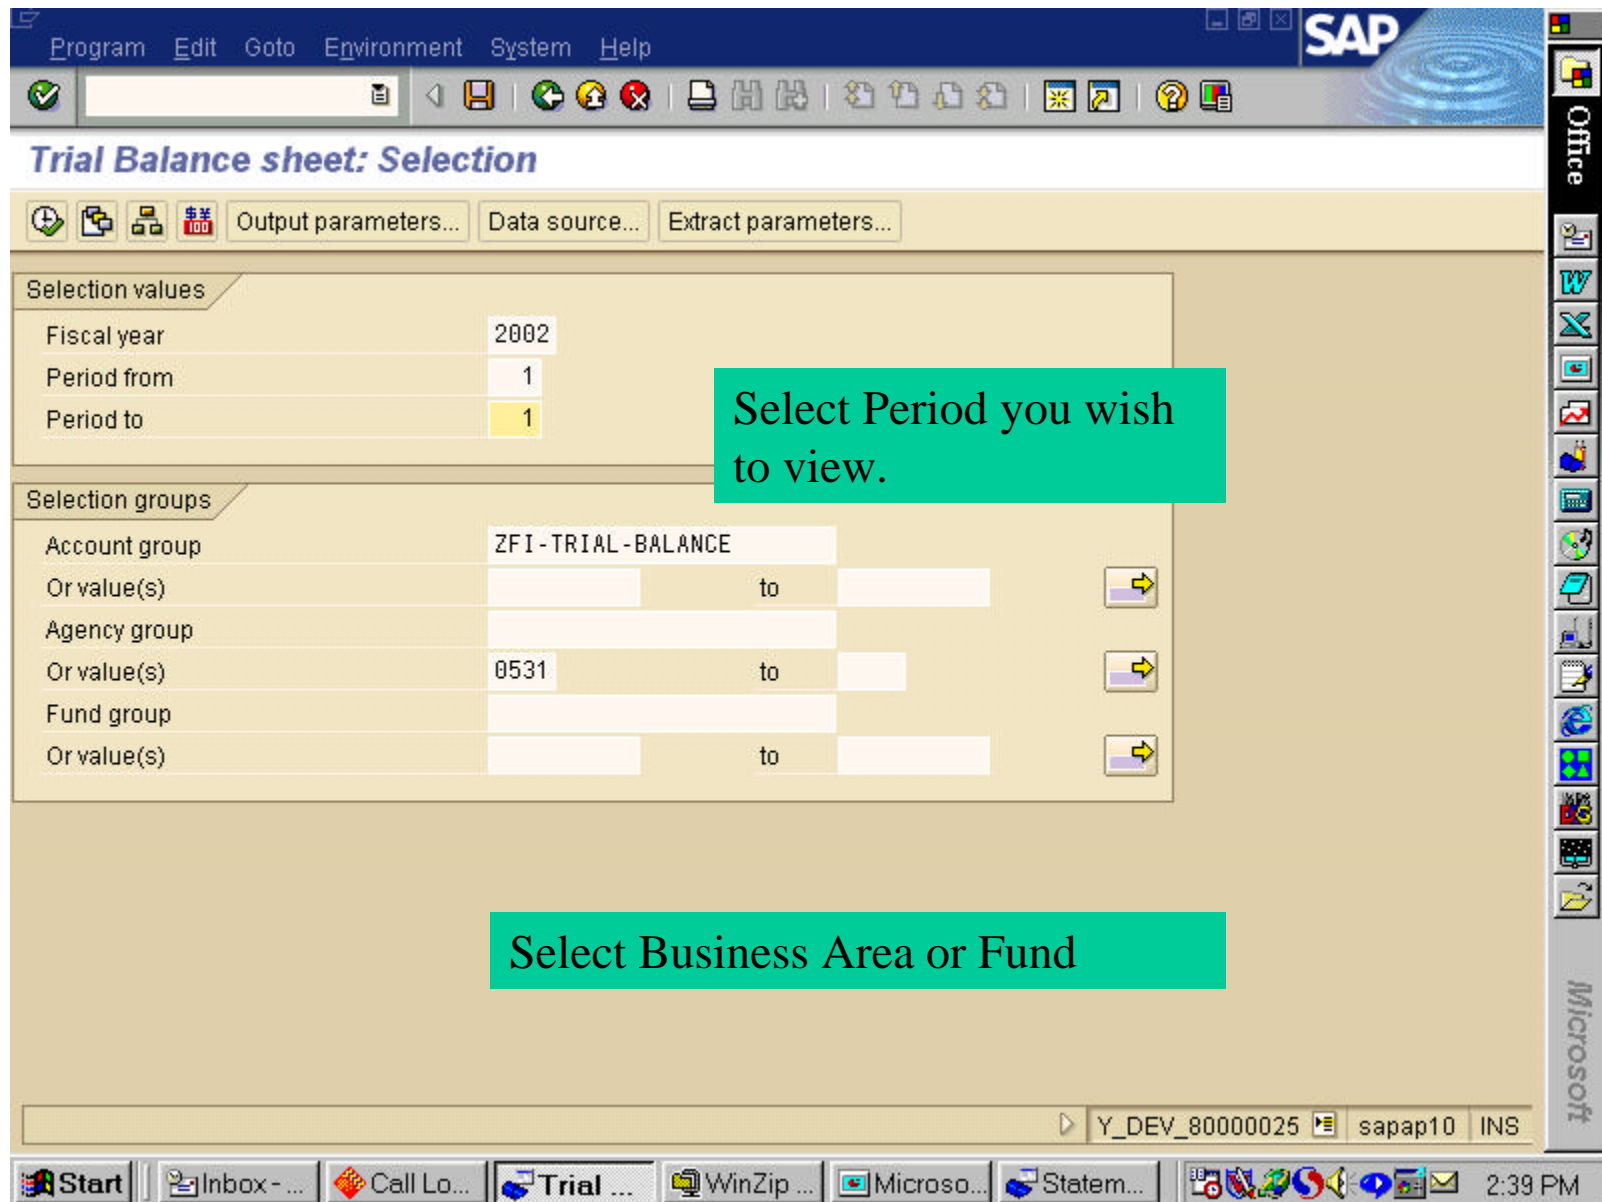 Program Edit Goto Environment System Help
SAP
Trial Balance sheet: Selection
Output parameters... Data source... Extract parameters...
Selection values
Fiscal year 2002
Period from 1
Period to 1
Select Period you wish
to view.
Selection groups
Account group ZFI-TRIAL-BALANCE
Or value(s) to
Agency group
Or value(s) 0531 to
Fund group
Or value(s) to
Select Business Area or Fund
Y_DEV_80000025 sapap10 INS
Start Inbox - ... Call Lo... Trial ... WinZip ... Microso... Statem... 2:39 PM
Office
Microsoft